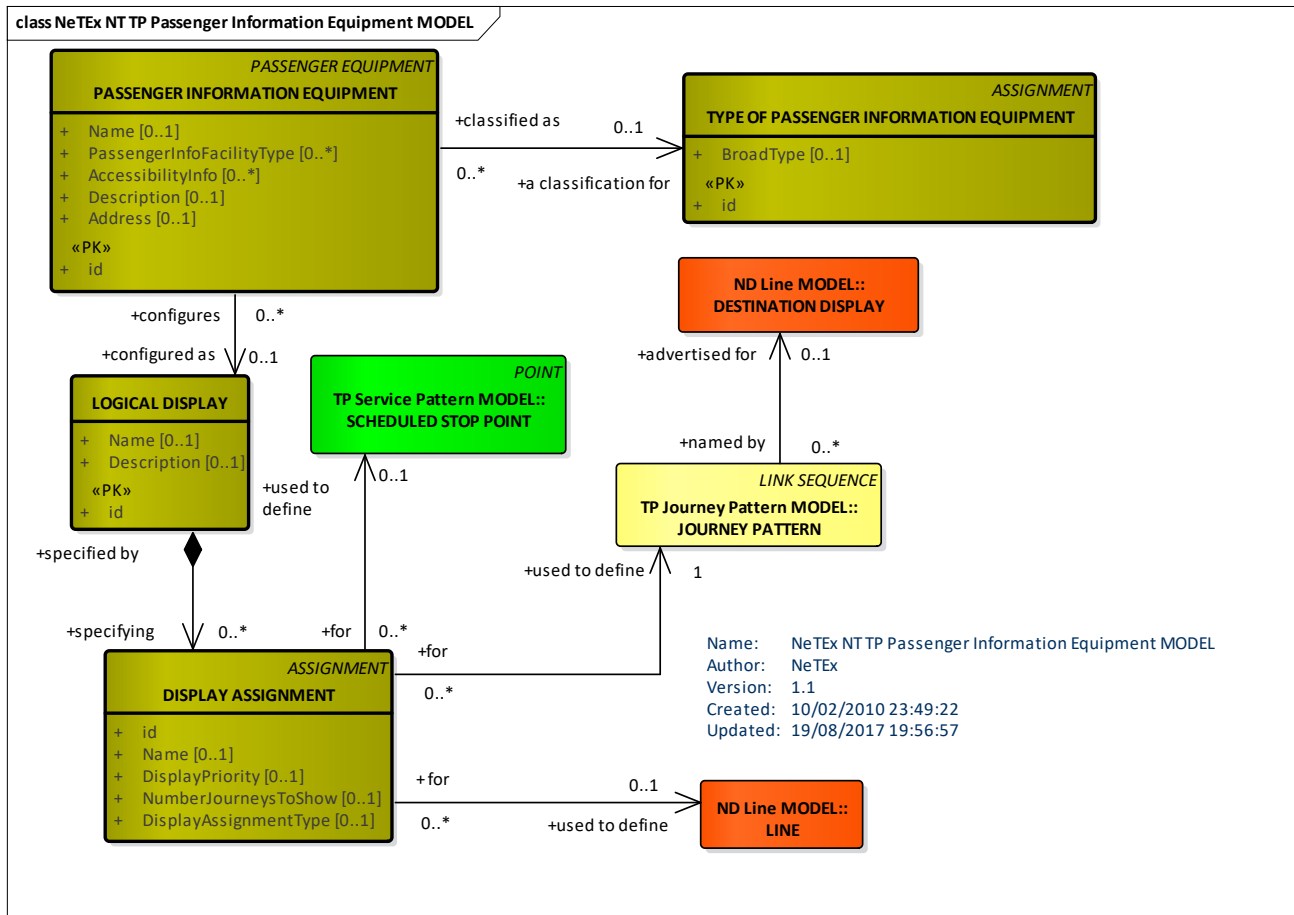 class NeTEx NT TP Passenger Information Equipment MODEL
PASSENGER EQUIPMENT
PASSENGER INFORMATION EQUIPMENT
+ Name [0..1]
+ PassengerInfoFacilityType [0..*]
+ AccessibilityInfo [0..*]
+ Description [0..1]
+ Address [0..1]
«PK»
+ id
+classified as
0..1
0..*
+a classification for
ASSIGNMENT
TYPE OF PASSENGER INFORMATION EQUIPMENT
+ BroadType [0..1]
«PK»
+ id
ND Line MODEL::
DESTINATION DISPLAY
+configures
0..*
+configured as
0..1
+advertised for
0..1
POINT
TP Service Pattern MODEL::
SCHEDULED STOP POINT
LOGICAL DISPLAY
+ Name [0..1]
+ Description [0..1]
«PK»
+ id
+named by
0..*
LINK SEQUENCE
TP Journey Pattern MODEL::
JOURNEY PATTERN
0..1
+used to
define
+specified by
+used to define
1
+specifying
0..*
+for
0..*
+for
0..*
ASSIGNMENT
DISPLAY ASSIGNMENT
+ id
+ Name [0..1]
+ DisplayPriority [0..1]
+ NumberJourneysToShow [0..1]
+ DisplayAssignmentType [0..1]
Name: NeTEx NT TP Passenger Information Equipment MODEL
Author: NeTEx
Version: 1.1
Created: 10/02/2010 23:49:22
Updated: 19/08/2017 19:56:57
+for
0..1
0..*
+used to define
ND Line MODEL::
LINE